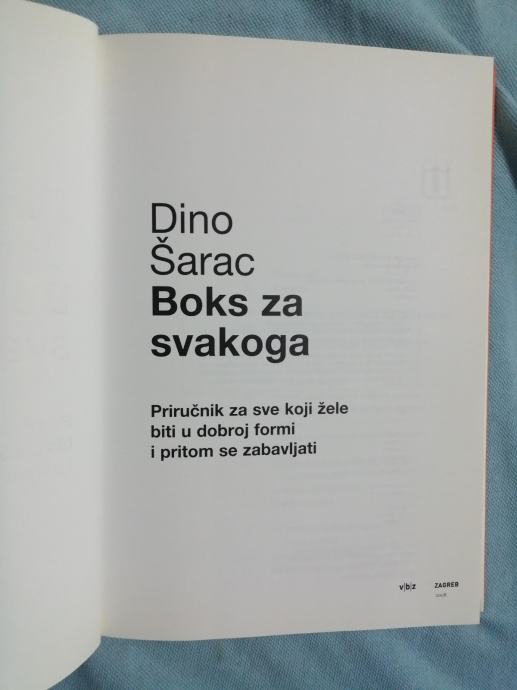 Dino
Šarac
Boks za
svakoga
Priručnik za sve koji žele
biti u dobroj formi
i pritom se zabavljati
v|b|z ZAGREB